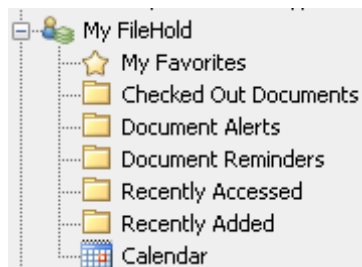 My FileHold
My Favorites
Checked Out Documents
Document Alerts
Document Reminders
Recently Accessed
Recently Added
Calendar